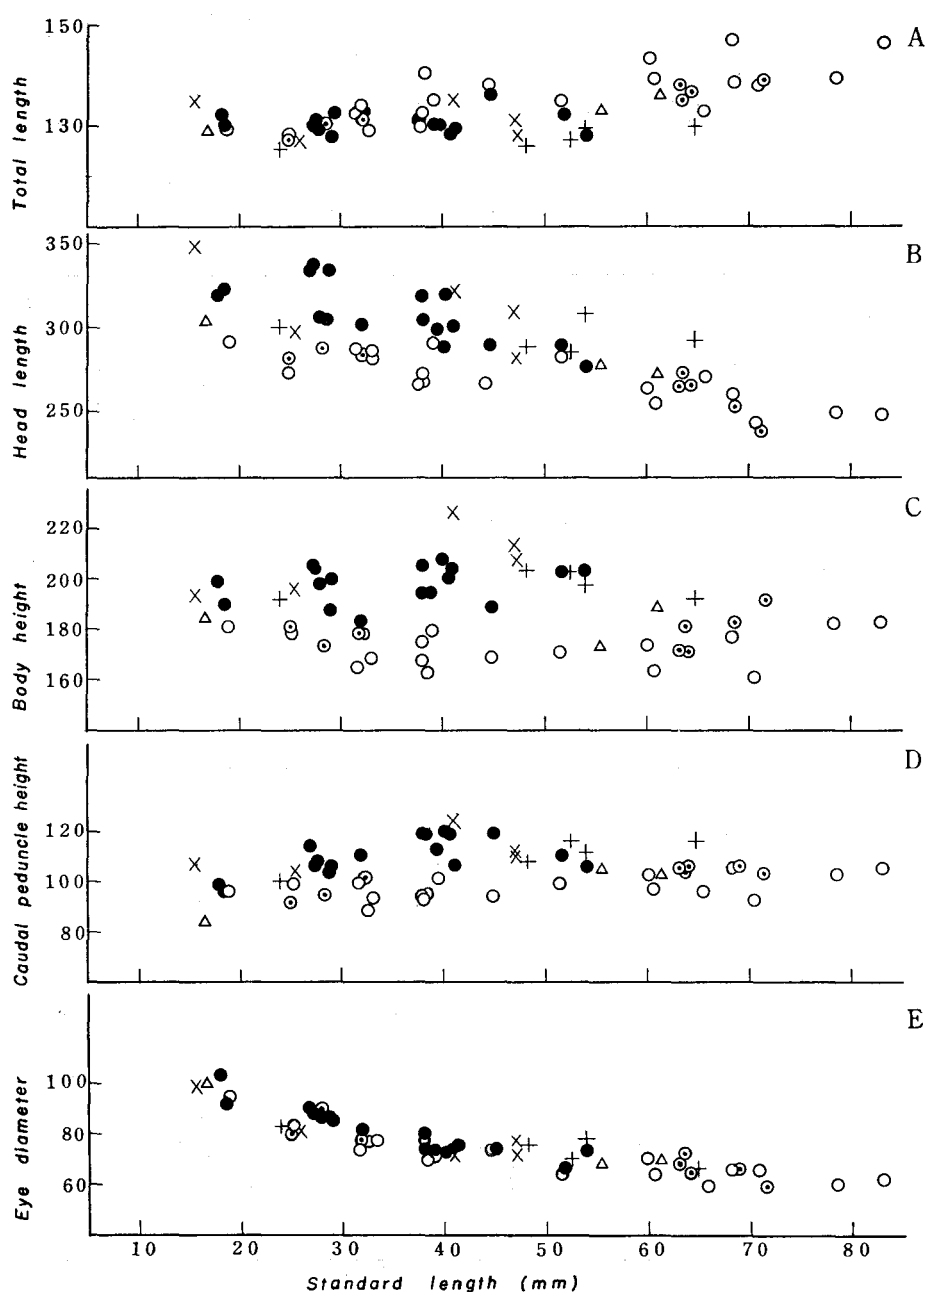 A
Total length
150
130
B
Head length
350
300
250
C
Body height
220
200
180
160
D
Caudal peduncle height
120
100
80
E
Eye diameter
100
80
60
10 20 30 40 50 60 70 80
Standard length (mm)